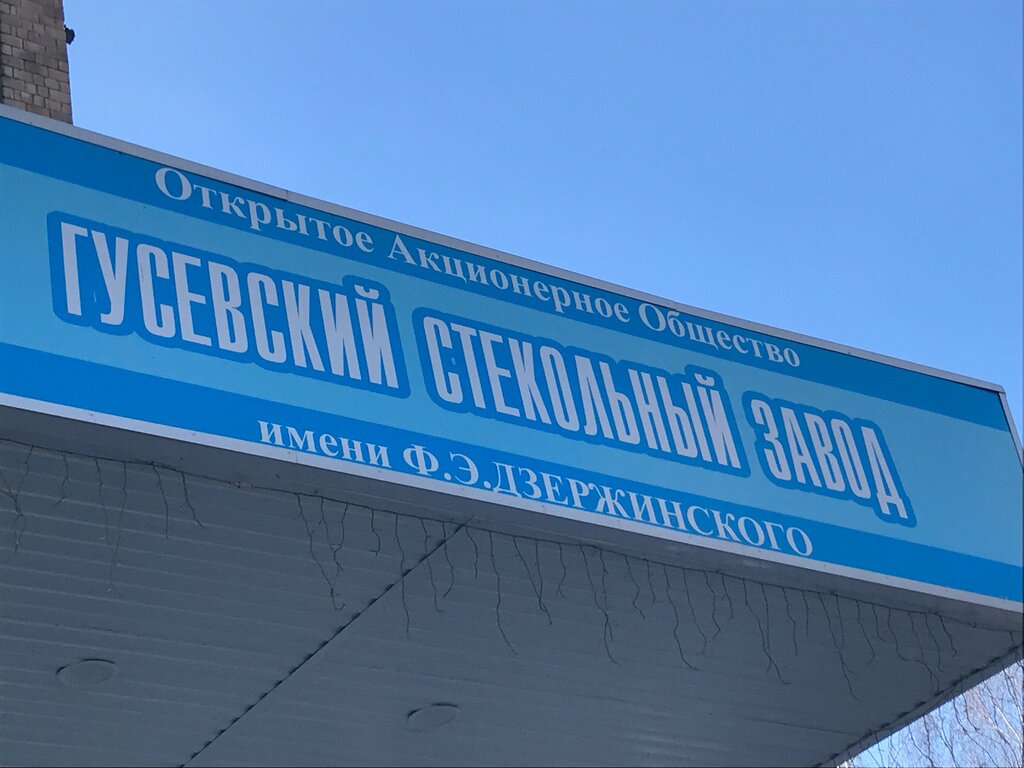 Открытое Акционерное Общество
ГУСЕВСКИЙ СТЕКОЛЬНЫЙ ЗАВОД
имени Ф.Э.ДЗЕРЖИНСКОГО